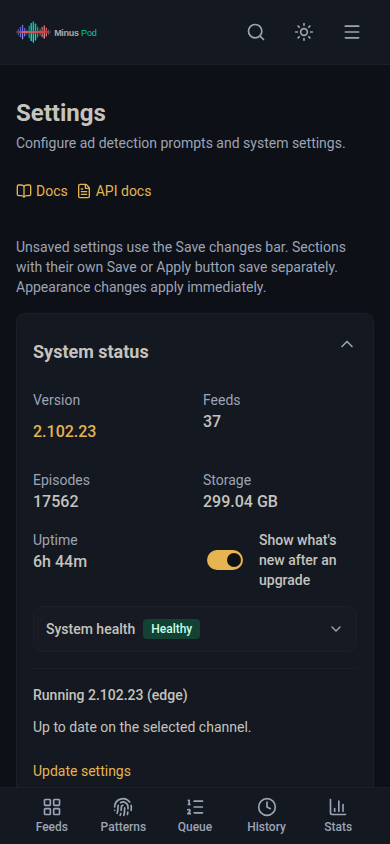 Minus Pod
Settings
Configure ad detection prompts and system settings.
Docs API docs
Unsaved settings use the Save changes bar. Sections
with their own Save or Apply button save separately.
Appearance changes apply immediately.
System status
Version
2.102.23
Feeds
37
Episodes
17562
Storage
299.04 GB
Uptime
6h 44m
Show what's
new after an
upgrade
System health Healthy
Running 2.102.23 (edge)
Up to date on the selected channel.
Update settings
Feeds Patterns Queue History Stats